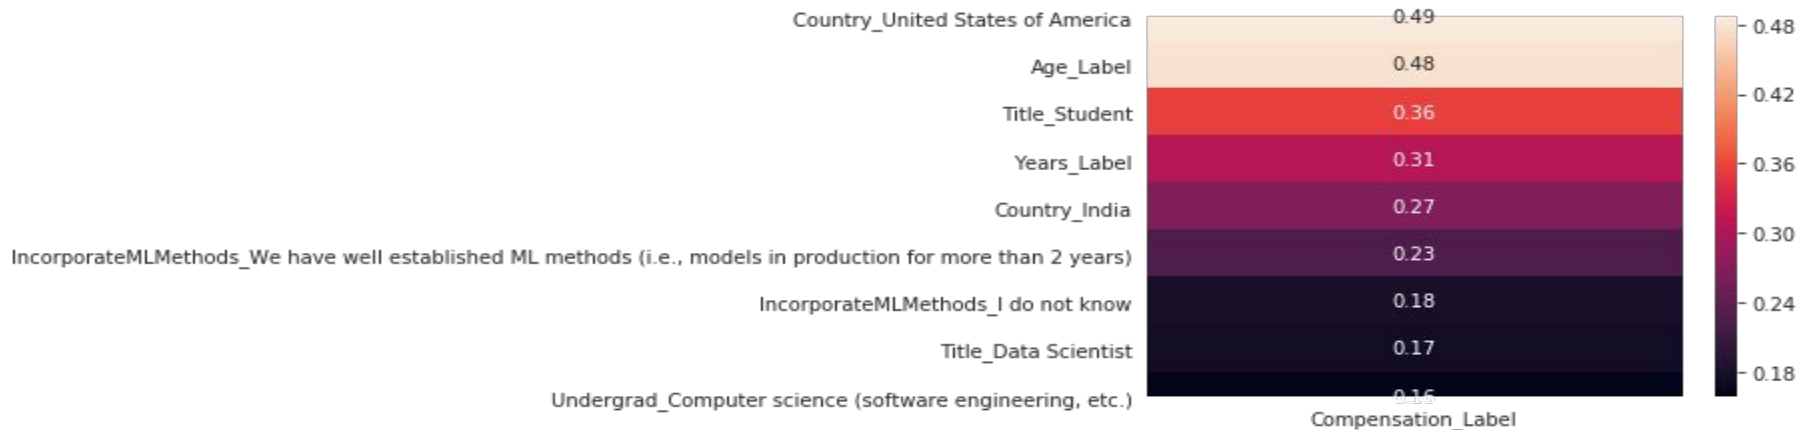 Country_United States of America 0.49
Age_Label 0.48
Title_Student 0.36
Years_Label 0.31
Country_India 0.27
IncorporateMLMethods_We have well established ML methods (i.e., models in production for more than 2 years) 0.23
IncorporateMLMethods_I do not know 0.18
Title_Data Scientist 0.17
Undergrad_Computer science (software engineering, etc.) 0.16
Compensation_Label
0.48
0.42
0.36
0.30
0.24
0.18